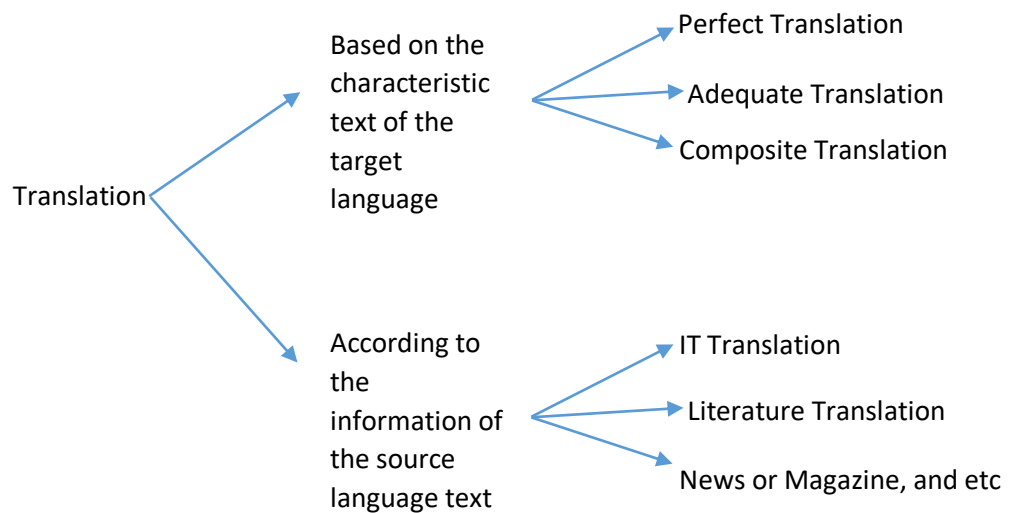 Translation
Based on the
characteristic
text of the
target
language
Perfect Translation
Adequate Translation
Composite Translation
According to
the
information of
the source
language text
IT Translation
Literature Translation
News or Magazine, and etc